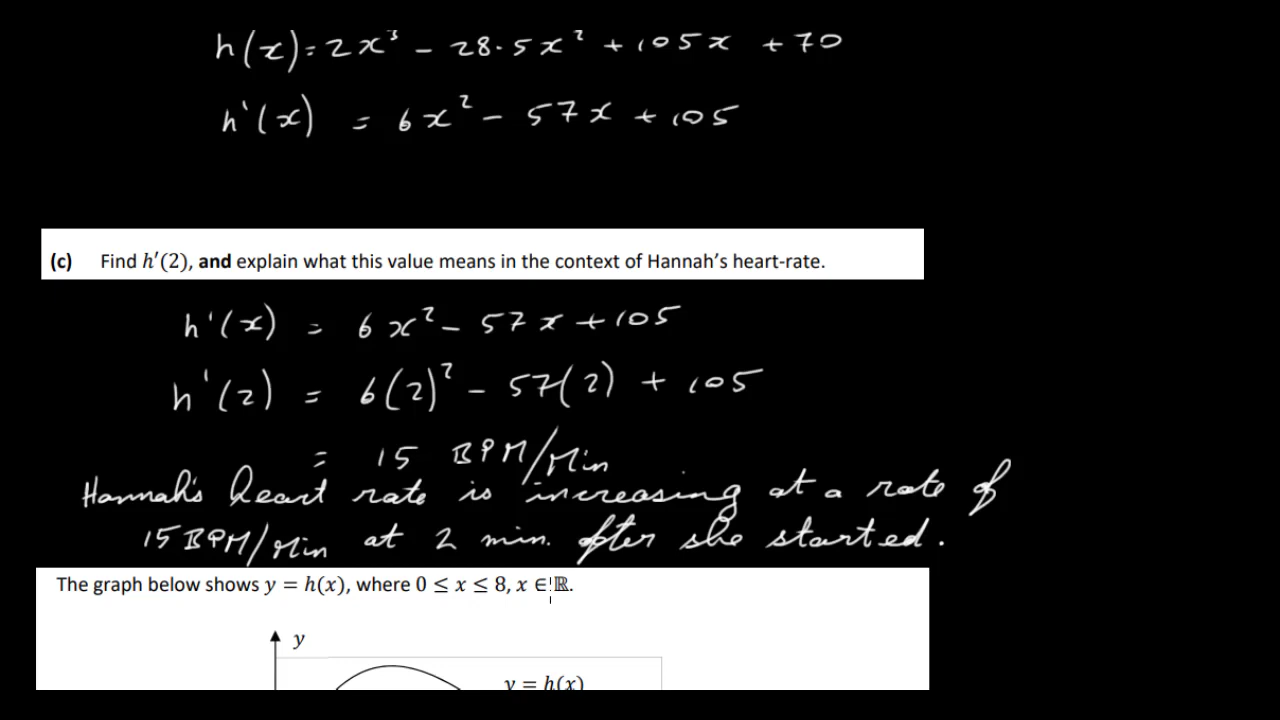 h(x) = 2x³ - 28.5x² + 105x + 70
h'(x) = 6x² - 57x + 105
(c) Find h′(2), and explain what this value means in the context of Hannah's heart-rate.
h'(x) = 6x² - 57x + 105
h'(2) = 6(2)² - 57(2) + 105
= 15 BPM/Min
Hannah's heart rate is increasing at a rate of
15 BPM/Min at 2 min. after she started.
The graph below shows y = h(x), where 0 ≤ x ≤ 8, x ∈ ℝ.
y
y = h(x)